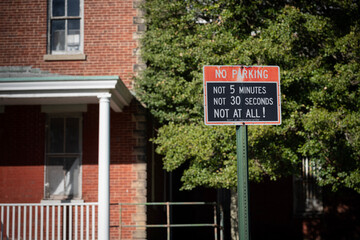 NO PARKING
NOT 5 MINUTES
NOT 30 SECONDS
NOT AT ALL!